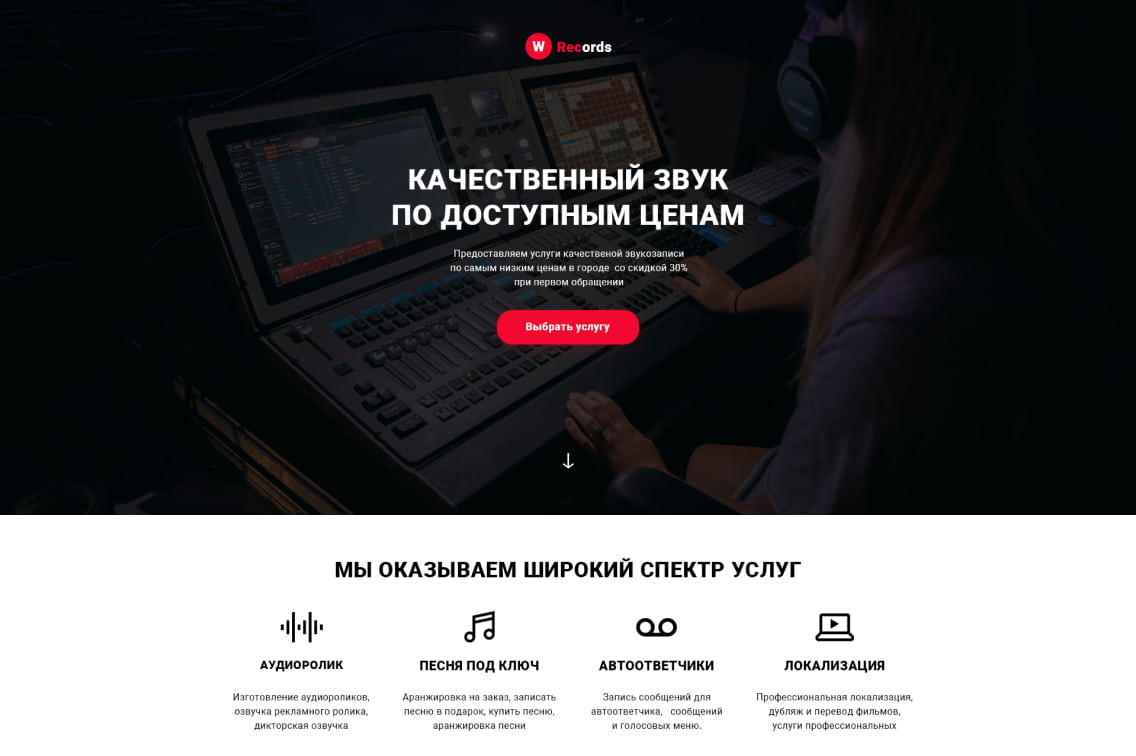 W Records
КАЧЕСТВЕННЫЙ ЗВУК
ПО ДОСТУПНЫМ ЦЕНАМ
Предоставляем услуги качественой звукозаписи
по самым низким ценам в городе со скидкой 30%
при первом обращении
Выбрать услугу
МЫ ОКАЗЫВАЕМ ШИРОКИЙ СПЕКТР УСЛУГ
АУДИОРОЛИК
Изготовление аудиороликов,
озвучка рекламного ролика,
дикторская озвучка
ПЕСНЯ ПОД КЛЮЧ
Аранжировка на заказ, записать
песню в подарок, купить песню,
аранжировка песни
АВТООТВЕТЧИКИ
Запись сообщений для
автоответчика, сообщений
и голосовых меню.
ЛОКАЛИЗАЦИЯ
Профессиональная локализация,
дубляж и перевод фильмов,
услуги профессиональных